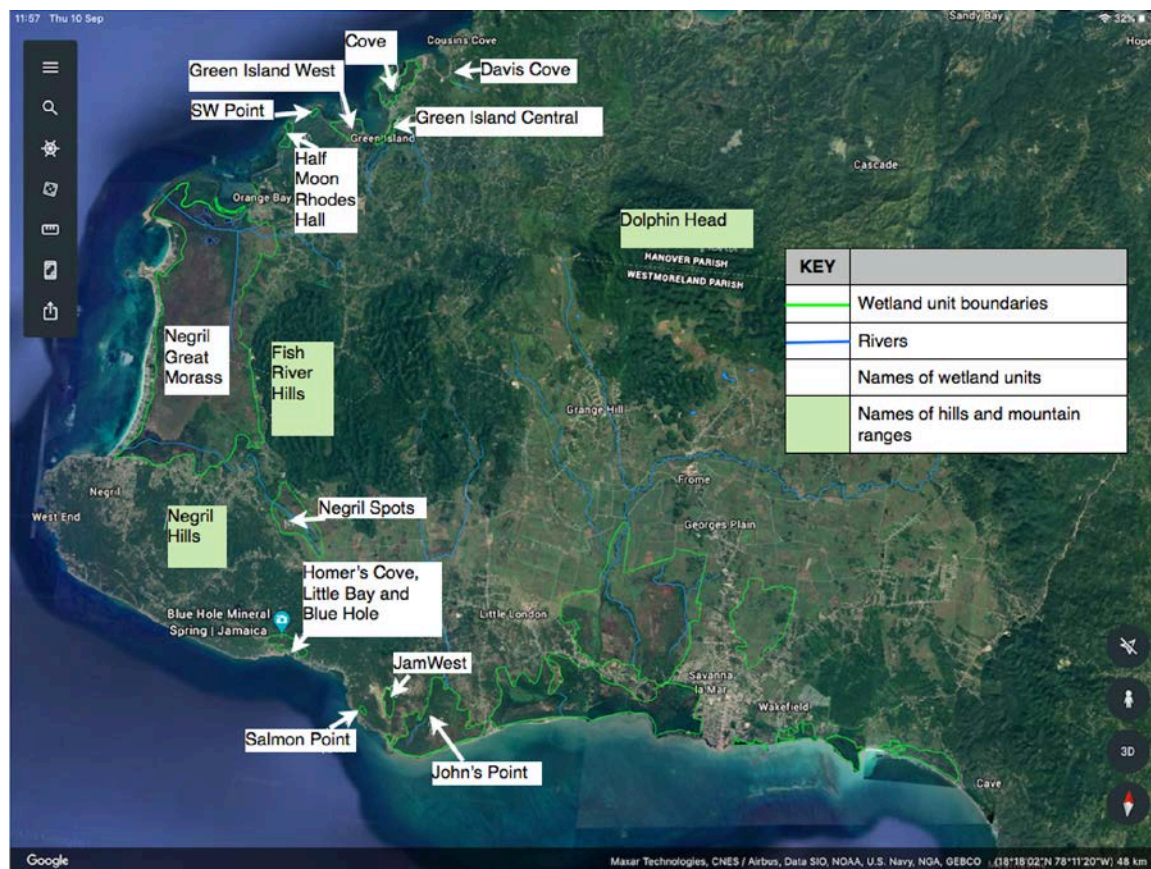 11:57 Thu 10 Sep
32%
Sandy Bay
Hope
Cove
Cousins Cove
Green Island West
Davis Cove
SW Point
Green Island Central
Green Island
Half
Moon
Rhodes
Hall
Orange Bay
Cascade
Dolphin Head
HANOVER PARISH
WESTMORELAND PARISH
KEY
Wetland unit boundaries
Rivers
Names of wetland units
Names of hills and mountain
ranges
Negril
Great
Morass
Fish
River
Hills
Grange Hill
Frome
Negril
West End
Negril
Hills
Negril Spots
Georges Plain
Homer's Cove,
Little Bay and
Blue Hole
Blue Hole Mineral
Spring | Jamaica
Little London
JamWest
Savanna
la Mar
Wakefield
Salmon Point
John's Point
3D
Cave
Google
Maxar Technologies, CNES / Airbus, Data SIO, NOAA, U.S. Navy, NGA, GEBCO (18°18'02"N 78°11'20"W) 48 km